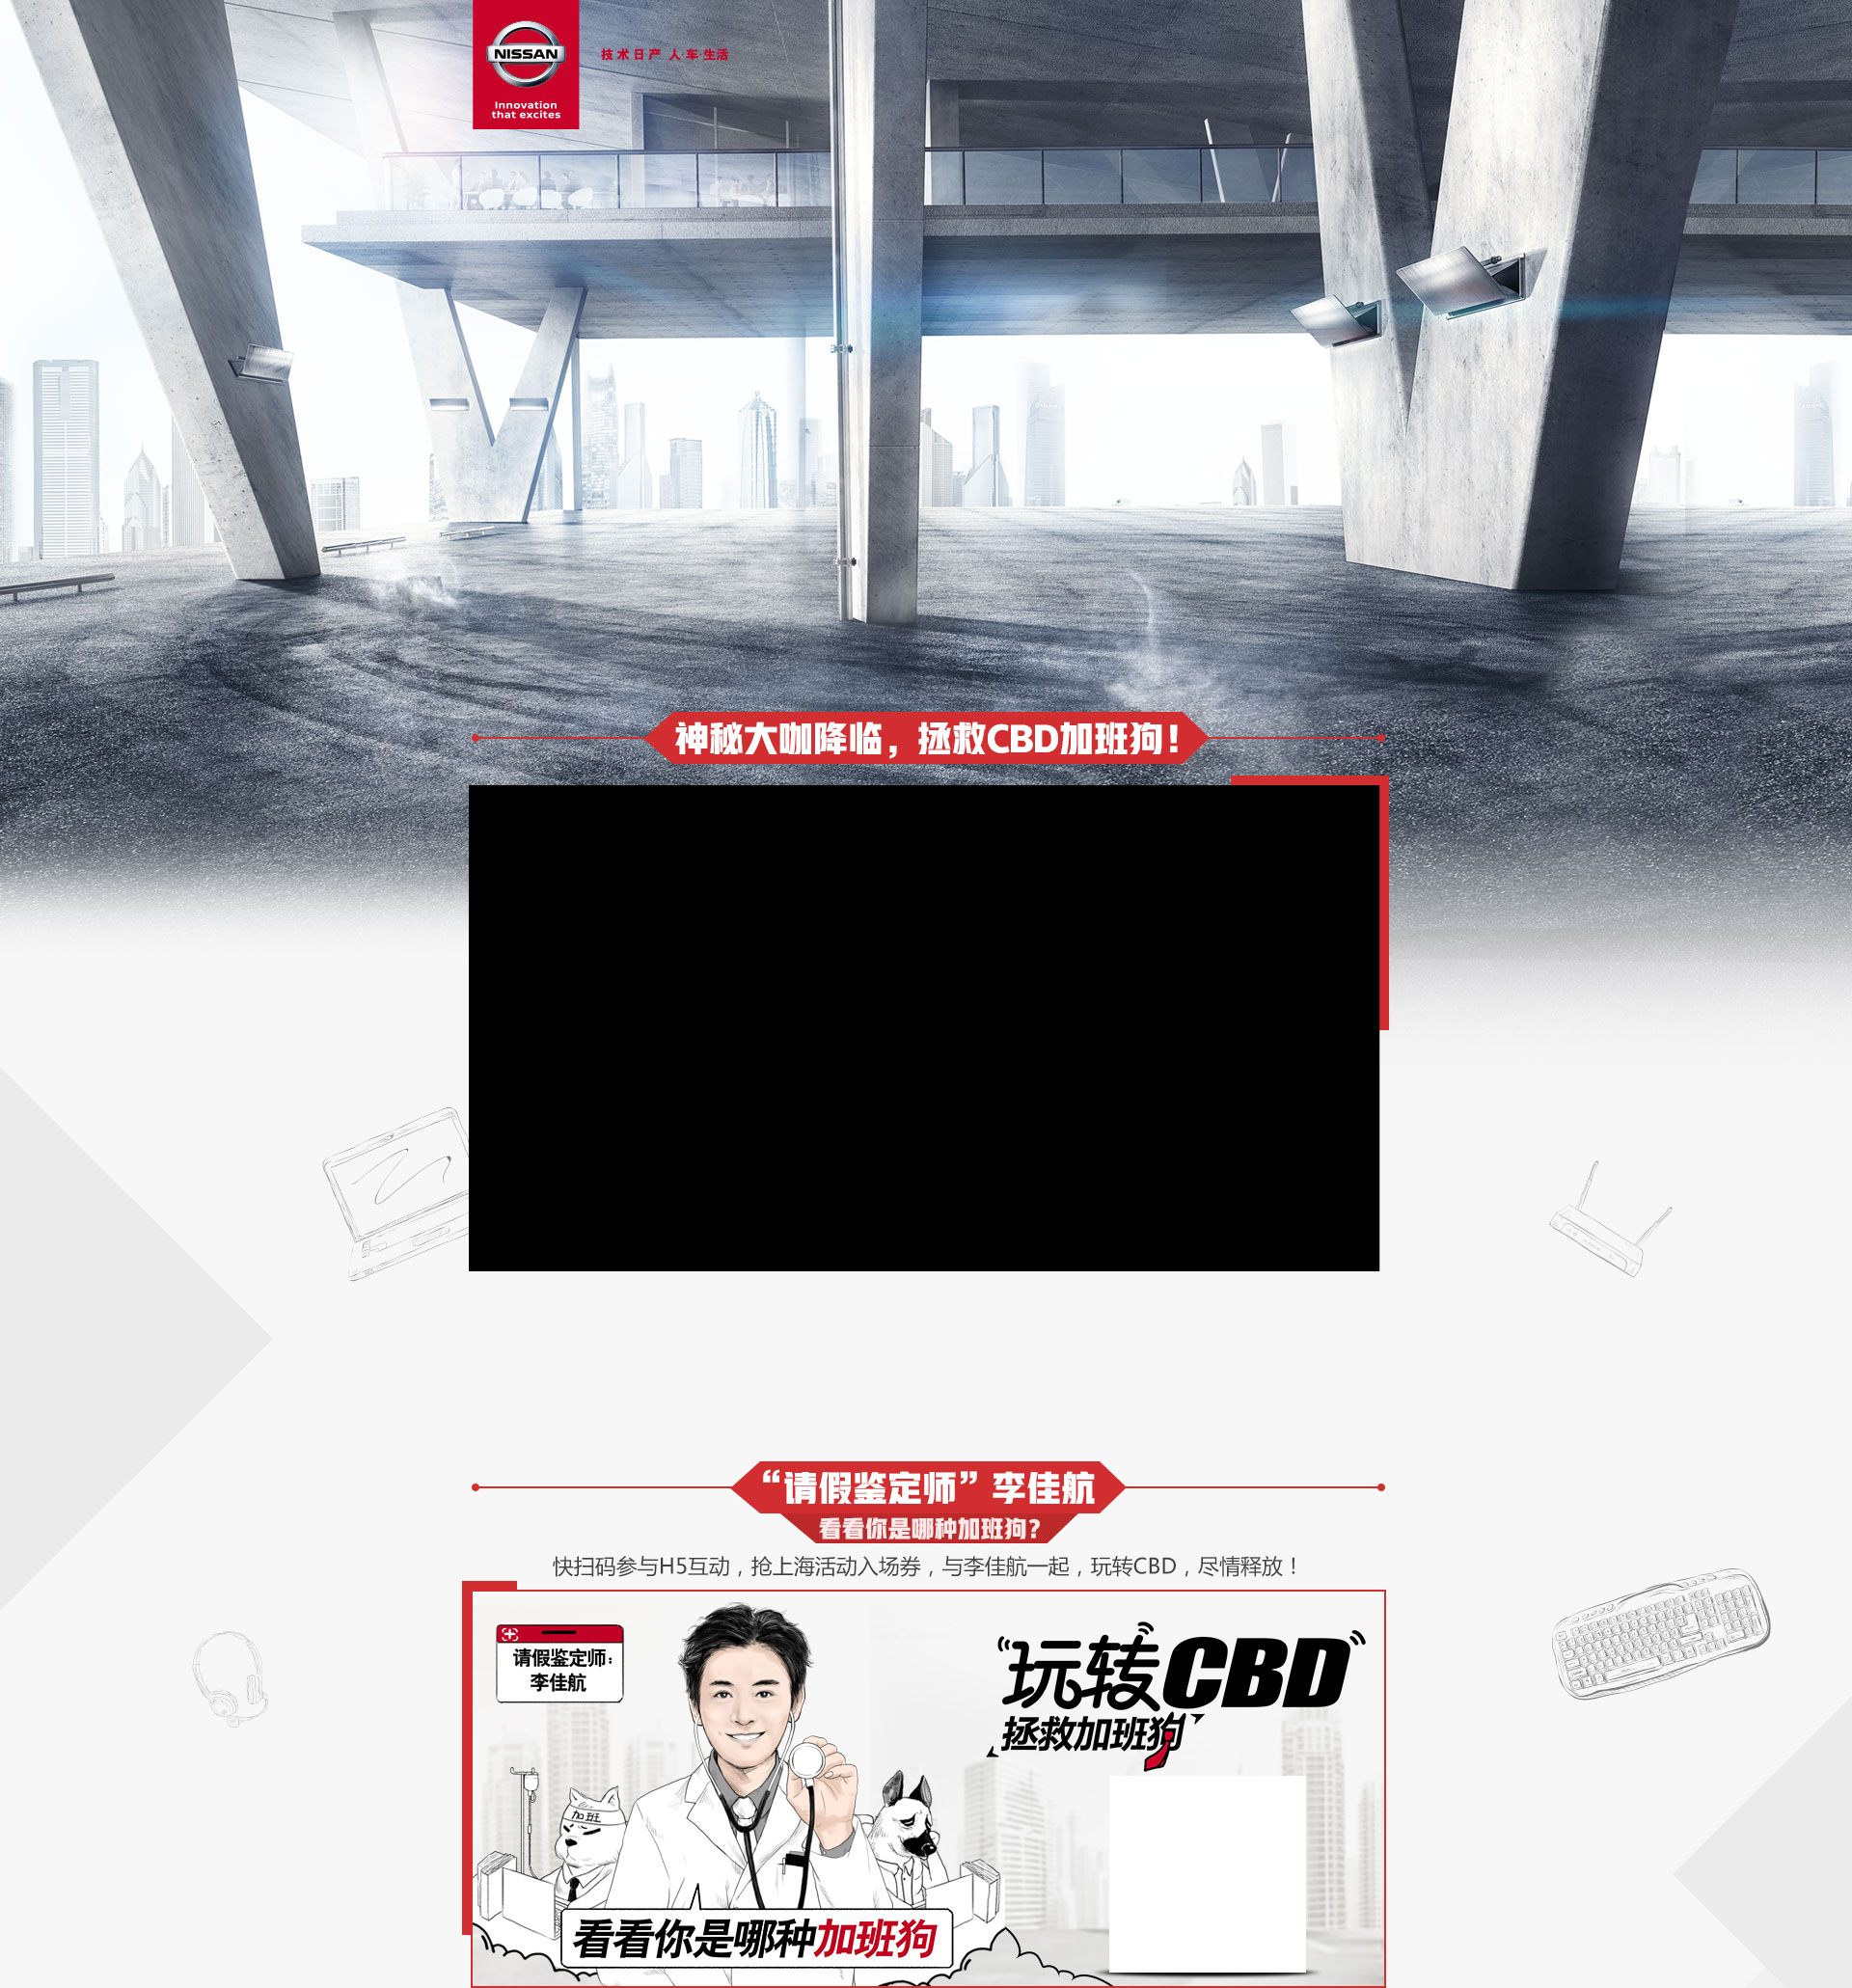 NISSAN
Innovation
that excites
技术日产 人·车·生活
神秘大咖降临，拯救CBD加班狗！
“请假鉴定师”李佳航
看看你是哪种加班狗？
快扫码参与H5互动，抢上海活动入场券，与李佳航一起，玩转CBD，尽情释放！
请假鉴定师：
李佳航
玩转CBD
拯救加班狗
加班
看看你是哪种加班狗